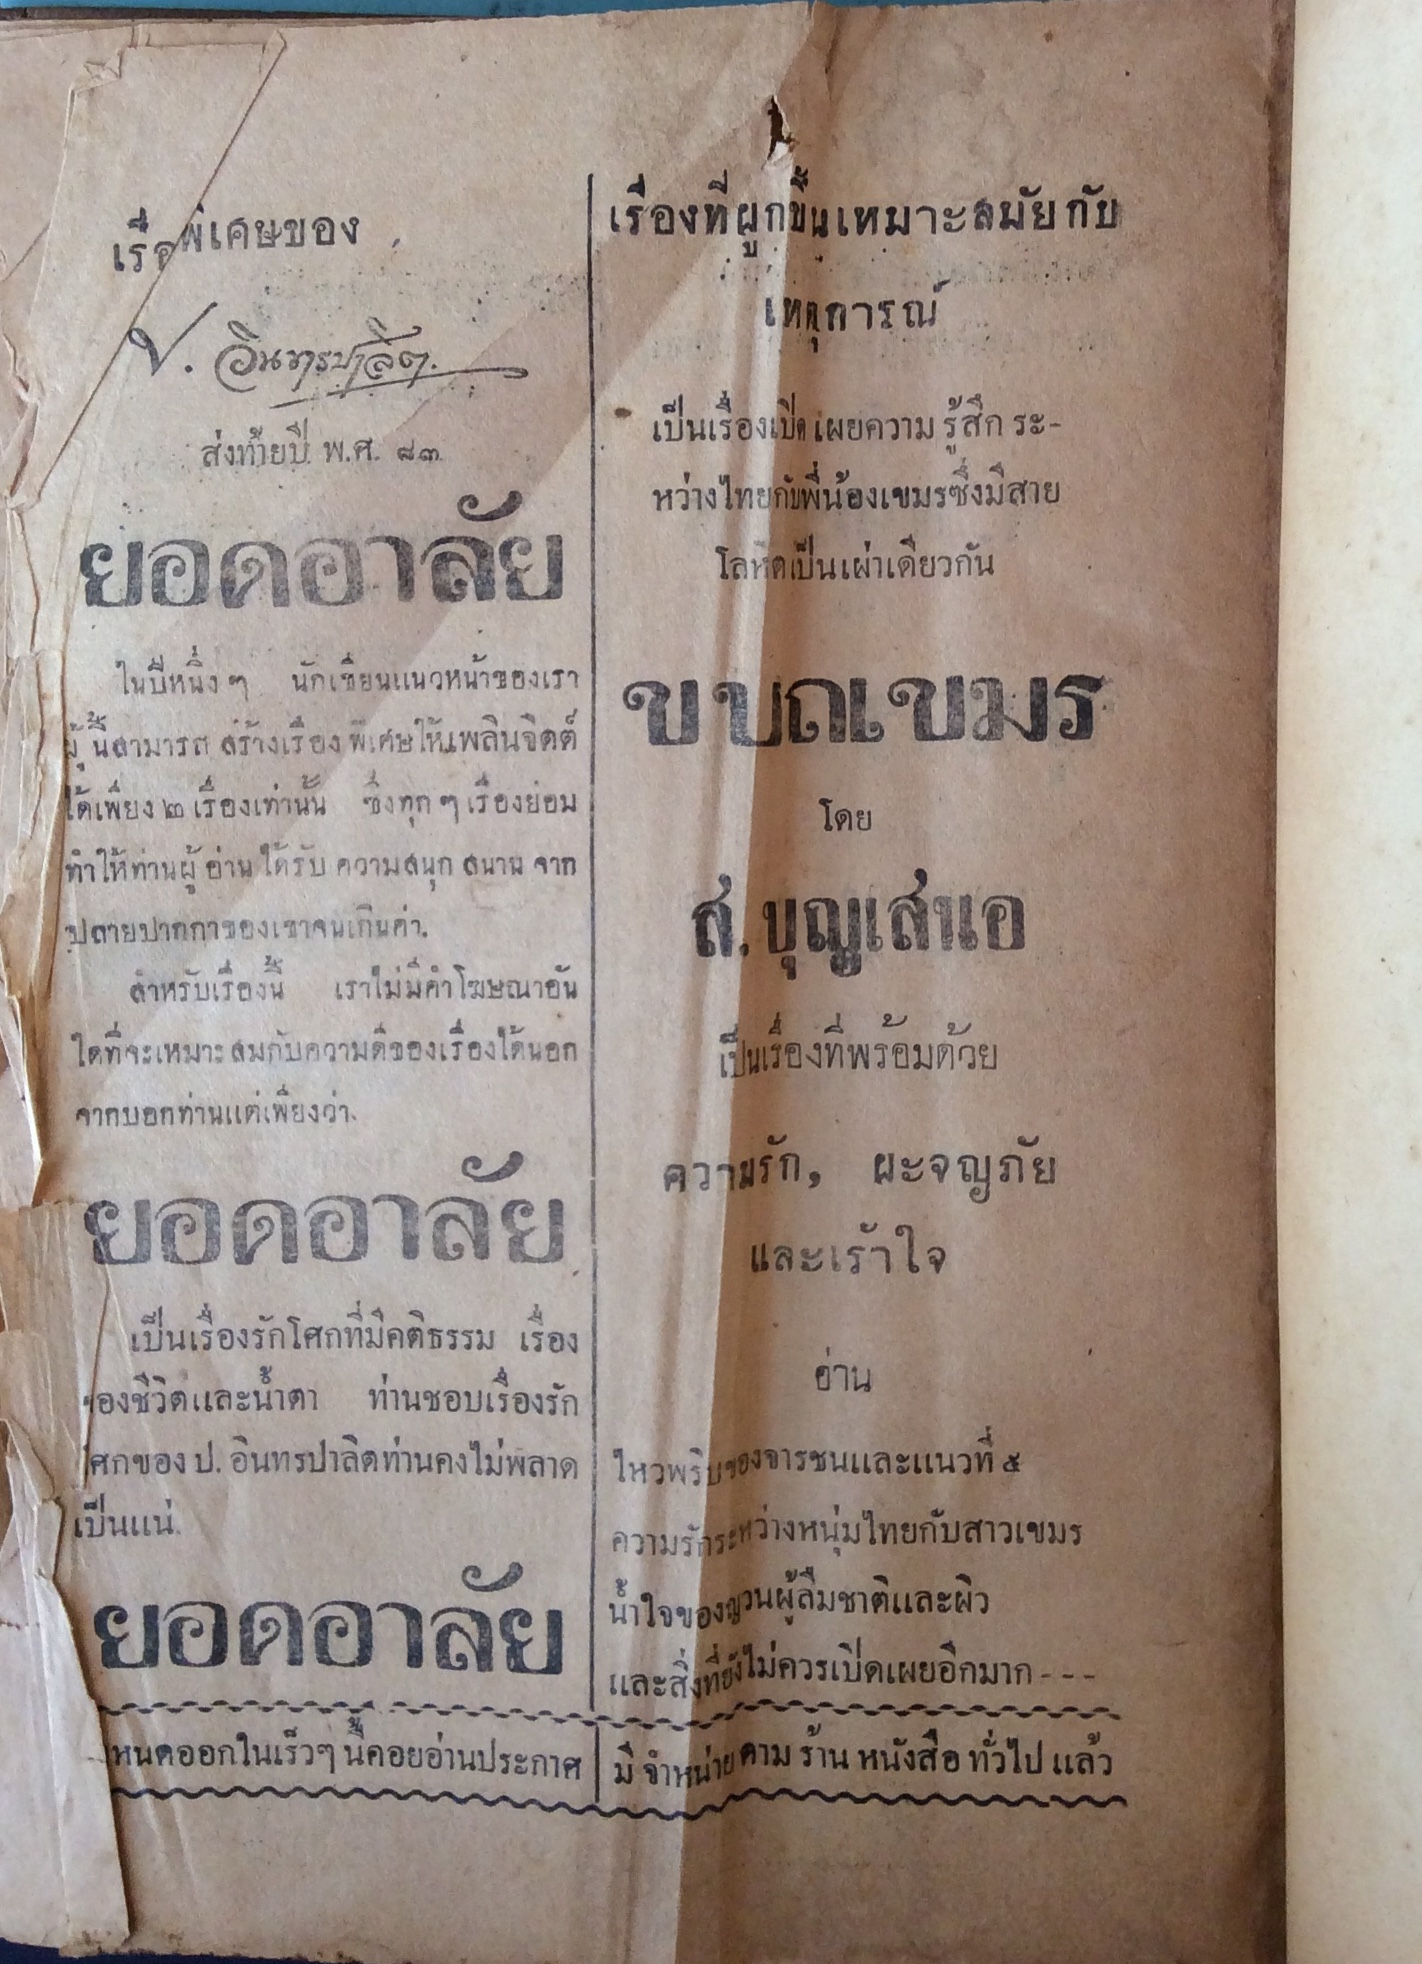 เรื่อ พิเศษของ
ป. อินทรปาลิต.
ส่งท้ายปี พ.ศ. ๘๓
ยอดอาลัย
ในปีหนึ่ง ๆ นักเขียนแนวหน้าของเรา
ผู้นี้สามารถ สร้างเรื่อง พิเศษให้เพลินจิตต์
ได้เพียง ๒ เรื่องเท่านั้น ซึ่งทุก ๆ เรื่องย่อม
ทำให้ท่านผู้อ่าน ได้รับ ความสนุก สนาน จาก
ปลายปากกาของเขาจนเกินค่า.
สำหรับเรื่องนี้ เราไม่มีคำโฆษณาอัน
ใดที่จะเหมาะสมกับความดีของเรื่องได้นอก
จากบอกท่านแต่เพียงว่า.
ยอดอาลัย
เป็นเรื่องรักโศกที่มีคติธรรม เรื่อง
ของชีวิตและน้ำตา ท่านชอบเรื่องรัก
โศกของ ป. อินทรปาลิตท่านคงไม่พลาด
เป็นแน่.
ยอดอาลัย
หนดออกในเร็วๆ นี้คอยอ่านประกาศ
เรื่องที่ผูกขึ้นเหมาะสมัยกับ
เหตุการณ์
เป็นเรื่องเปิดเผยความรู้สึก ระ-
หว่างไทยกับพี่น้องเขมรซึ่งมีสาย
โลหิตเป็นเผ่าเดียวกัน
ขบถเขมร
โดย
ส. บุญเสนอ
เป็นเรื่องที่พร้อมด้วย
ความรัก, ผะจญภัย
และเร้าใจ
อ่าน
ไหวพริบของจารชนและแนวที่ ๕
ความรักระหว่างหนุ่มไทยกับสาวเขมร
น้ำใจของญวนผู้ลืมชาติและผิว
และสิ่งที่ยังไม่ควรเปิดเผยอีกมาก - - -
มี จำหน่าย ตาม ร้าน หนังสือ ทั่วไป แล้ว